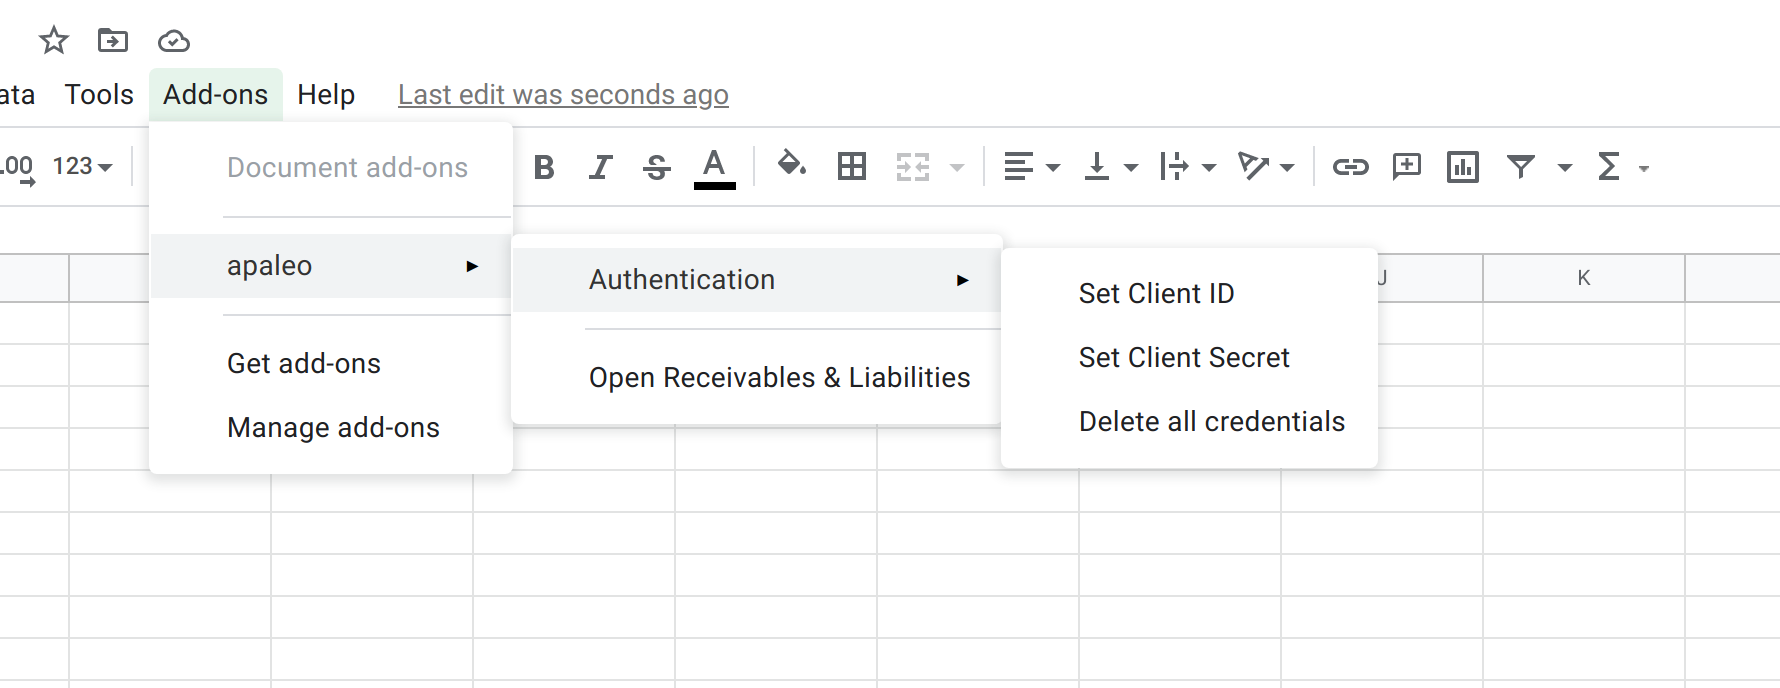 ata Tools Add-ons Help Last edit was seconds ago
.00 123 B I S A Σ
Document add-ons
apaleo
Get add-ons
Manage add-ons
Authentication
Open Receivables & Liabilities
Set Client ID
Set Client Secret
Delete all credentials
J K